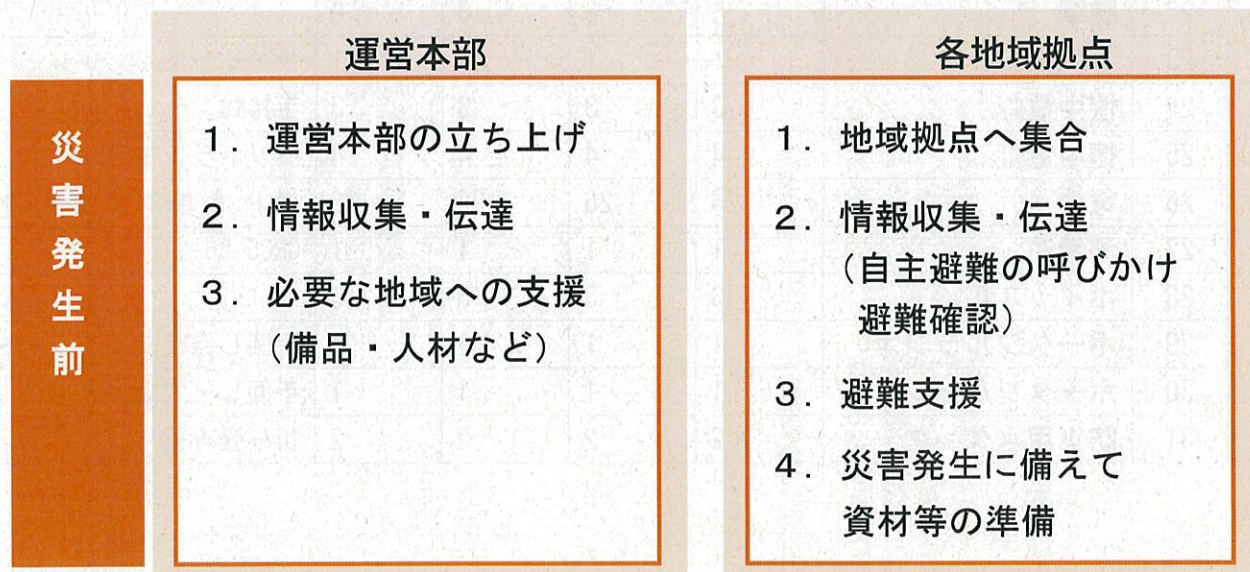 運営本部
各地域拠点
災害発生前
1. 運営本部の立ち上げ
2. 情報収集・伝達
3. 必要な地域への支援
(備品・人材など)
1. 地域拠点へ集合
2. 情報収集・伝達
(自主避難の呼びかけ
避難確認)
3. 避難支援
4. 災害発生に備えて
資材等の準備